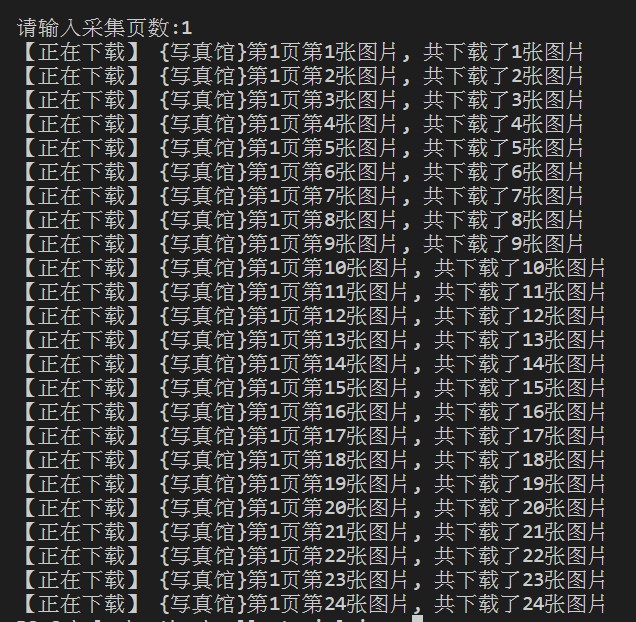 请输入采集页数:1
【正在下载】 {写真馆}第1页第1张图片, 共下载了1张图片
【正在下载】 {写真馆}第1页第2张图片, 共下载了2张图片
【正在下载】 {写真馆}第1页第3张图片, 共下载了3张图片
【正在下载】 {写真馆}第1页第4张图片, 共下载了4张图片
【正在下载】 {写真馆}第1页第5张图片, 共下载了5张图片
【正在下载】 {写真馆}第1页第6张图片, 共下载了6张图片
【正在下载】 {写真馆}第1页第7张图片, 共下载了7张图片
【正在下载】 {写真馆}第1页第8张图片, 共下载了8张图片
【正在下载】 {写真馆}第1页第9张图片, 共下载了9张图片
【正在下载】 {写真馆}第1页第10张图片, 共下载了10张图片
【正在下载】 {写真馆}第1页第11张图片, 共下载了11张图片
【正在下载】 {写真馆}第1页第12张图片, 共下载了12张图片
【正在下载】 {写真馆}第1页第13张图片, 共下载了13张图片
【正在下载】 {写真馆}第1页第14张图片, 共下载了14张图片
【正在下载】 {写真馆}第1页第15张图片, 共下载了15张图片
【正在下载】 {写真馆}第1页第16张图片, 共下载了16张图片
【正在下载】 {写真馆}第1页第17张图片, 共下载了17张图片
【正在下载】 {写真馆}第1页第18张图片, 共下载了18张图片
【正在下载】 {写真馆}第1页第19张图片, 共下载了19张图片
【正在下载】 {写真馆}第1页第20张图片, 共下载了20张图片
【正在下载】 {写真馆}第1页第21张图片, 共下载了21张图片
【正在下载】 {写真馆}第1页第22张图片, 共下载了22张图片
【正在下载】 {写真馆}第1页第23张图片, 共下载了23张图片
【正在下载】 {写真馆}第1页第24张图片, 共下载了24张图片